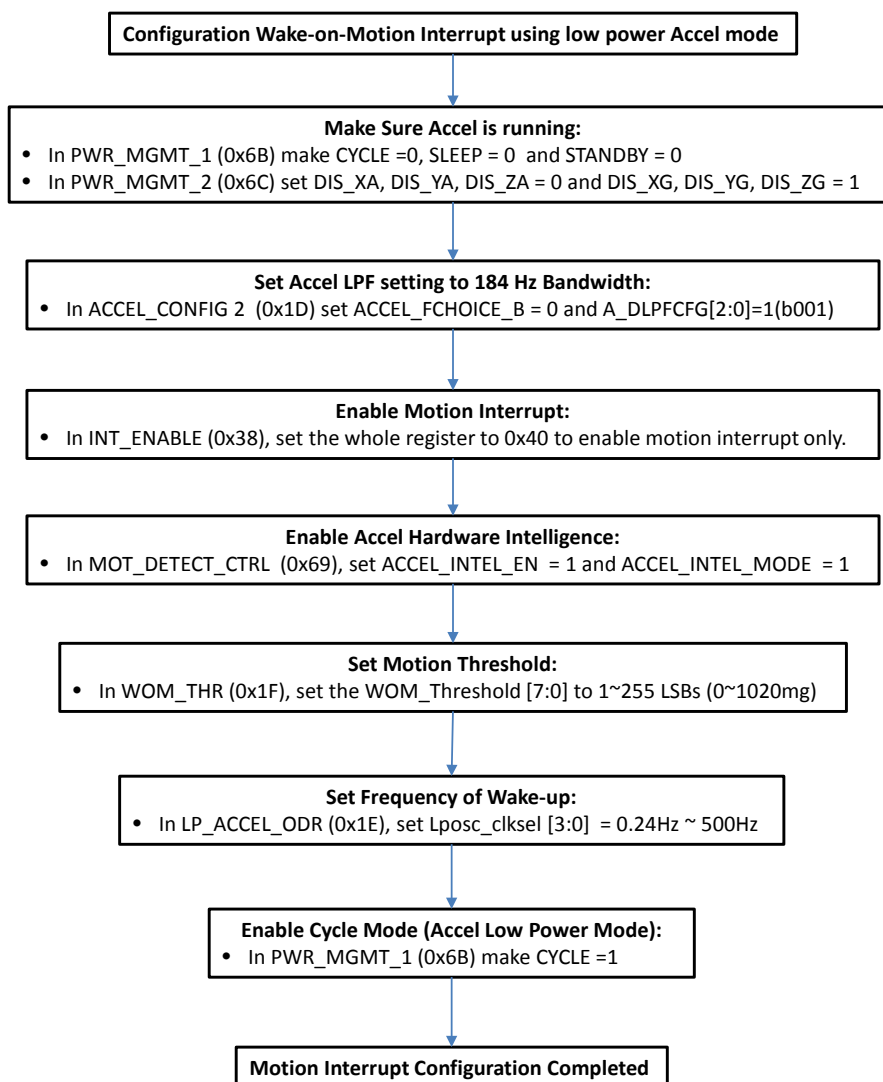 Configuration Wake-on-Motion Interrupt using low power Accel mode
Make Sure Accel is running:
• In PWR_MGMT_1 (0x6B) make CYCLE =0, SLEEP = 0 and STANDBY = 0
• In PWR_MGMT_2 (0x6C) set DIS_XA, DIS_YA, DIS_ZA = 0 and DIS_XG, DIS_YG, DIS_ZG = 1
Set Accel LPF setting to 184 Hz Bandwidth:
• In ACCEL_CONFIG 2 (0x1D) set ACCEL_FCHOICE_B = 0 and A_DLPFCFG[2:0]=1(b001)
Enable Motion Interrupt:
• In INT_ENABLE (0x38), set the whole register to 0x40 to enable motion interrupt only.
Enable Accel Hardware Intelligence:
• In MOT_DETECT_CTRL (0x69), set ACCEL_INTEL_EN = 1 and ACCEL_INTEL_MODE = 1
Set Motion Threshold:
• In WOM_THR (0x1F), set the WOM_Threshold [7:0] to 1~255 LSBs (0~1020mg)
Set Frequency of Wake-up:
• In LP_ACCEL_ODR (0x1E), set Lposc_clksel [3:0] = 0.24Hz ~ 500Hz
Enable Cycle Mode (Accel Low Power Mode):
• In PWR_MGMT_1 (0x6B) make CYCLE =1
Motion Interrupt Configuration Completed